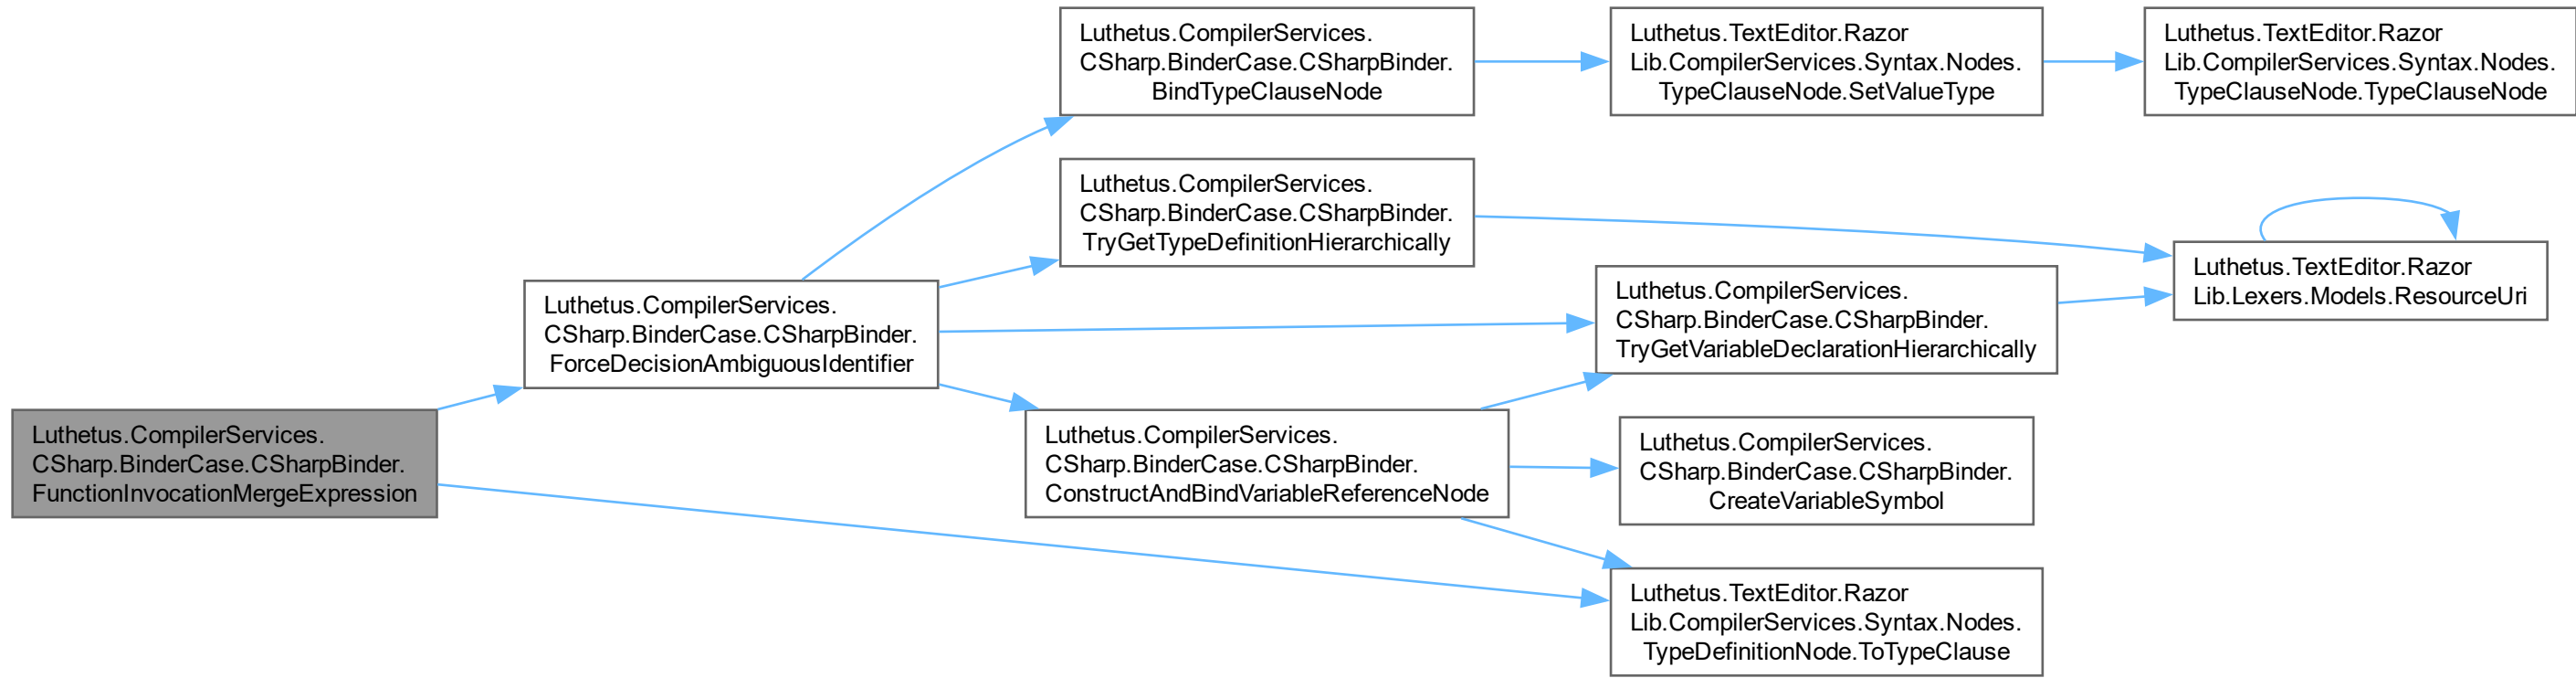 Luthetus.CompilerServices.
CSharp.BinderCase.CSharpBinder.
FunctionInvocationMergeExpression
Luthetus.CompilerServices.
CSharp.BinderCase.CSharpBinder.
ForceDecisionAmbiguousIdentifier
Luthetus.CompilerServices.
CSharp.BinderCase.CSharpBinder.
BindTypeClauseNode
Luthetus.TextEditor.Razor
Lib.CompilerServices.Syntax.Nodes.
TypeClauseNode.SetValueType
Luthetus.TextEditor.Razor
Lib.CompilerServices.Syntax.Nodes.
TypeClauseNode.TypeClauseNode
Luthetus.CompilerServices.
CSharp.BinderCase.CSharpBinder.
TryGetTypeDefinitionHierarchically
Luthetus.TextEditor.Razor
Lib.Lexers.Models.ResourceUri
Luthetus.CompilerServices.
CSharp.BinderCase.CSharpBinder.
TryGetVariableDeclarationHierarchically
Luthetus.CompilerServices.
CSharp.BinderCase.CSharpBinder.
ConstructAndBindVariableReferenceNode
Luthetus.CompilerServices.
CSharp.BinderCase.CSharpBinder.
CreateVariableSymbol
Luthetus.TextEditor.Razor
Lib.CompilerServices.Syntax.Nodes.
TypeDefinitionNode.ToTypeClause